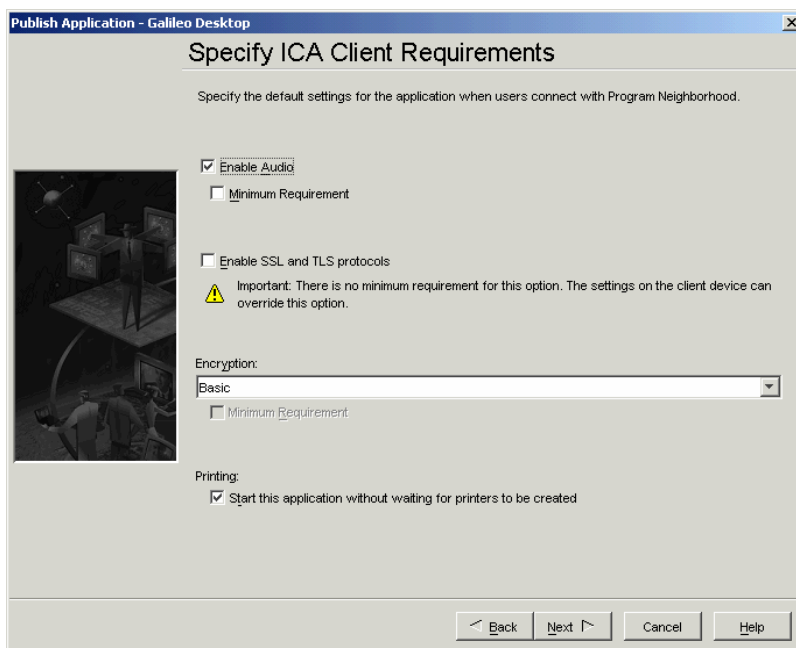 Publish Application - Galileo Desktop
Specify ICA Client Requirements
Specify the default settings for the application when users connect with Program Neighborhood.
Enable Audio
Minimum Requirement
Enable SSL and TLS protocols
Important: There is no minimum requirement for this option. The settings on the client device can
override this option.
Encryption:
Basic
Minimum Requirement
Printing:
Start this application without waiting for printers to be created
Back Next Cancel Help